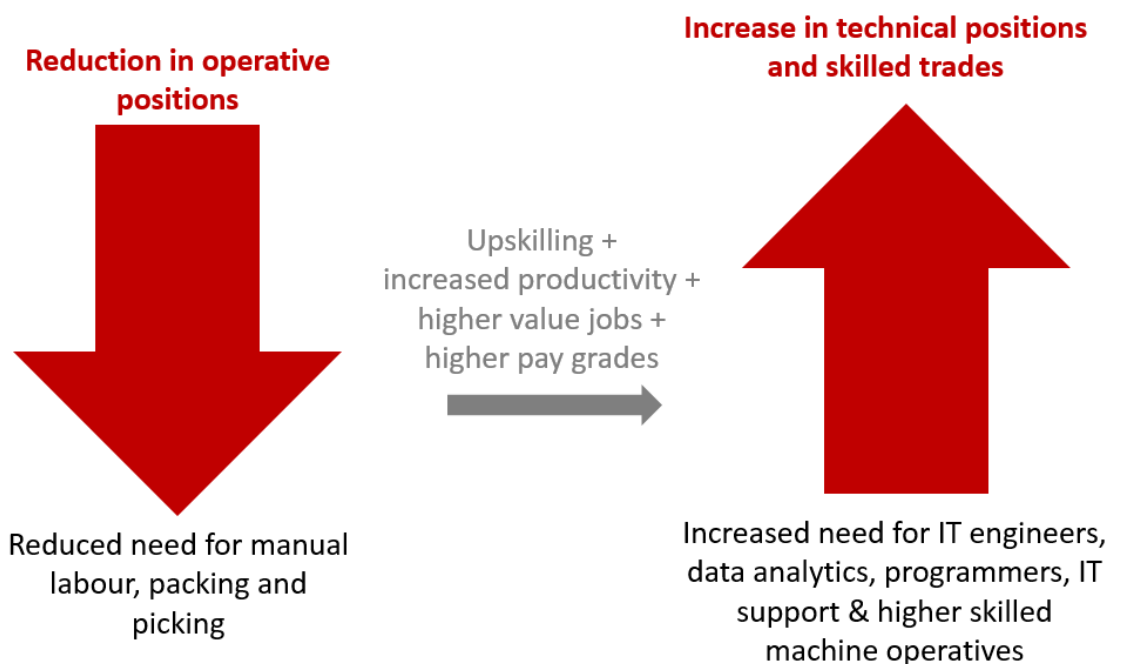 Reduction in operative
positions
Increase in technical positions
and skilled trades
Upskilling +
increased productivity +
higher value jobs +
higher pay grades
Reduced need for manual
labour, packing and
picking
Increased need for IT engineers,
data analytics, programmers, IT
support & higher skilled
machine operatives